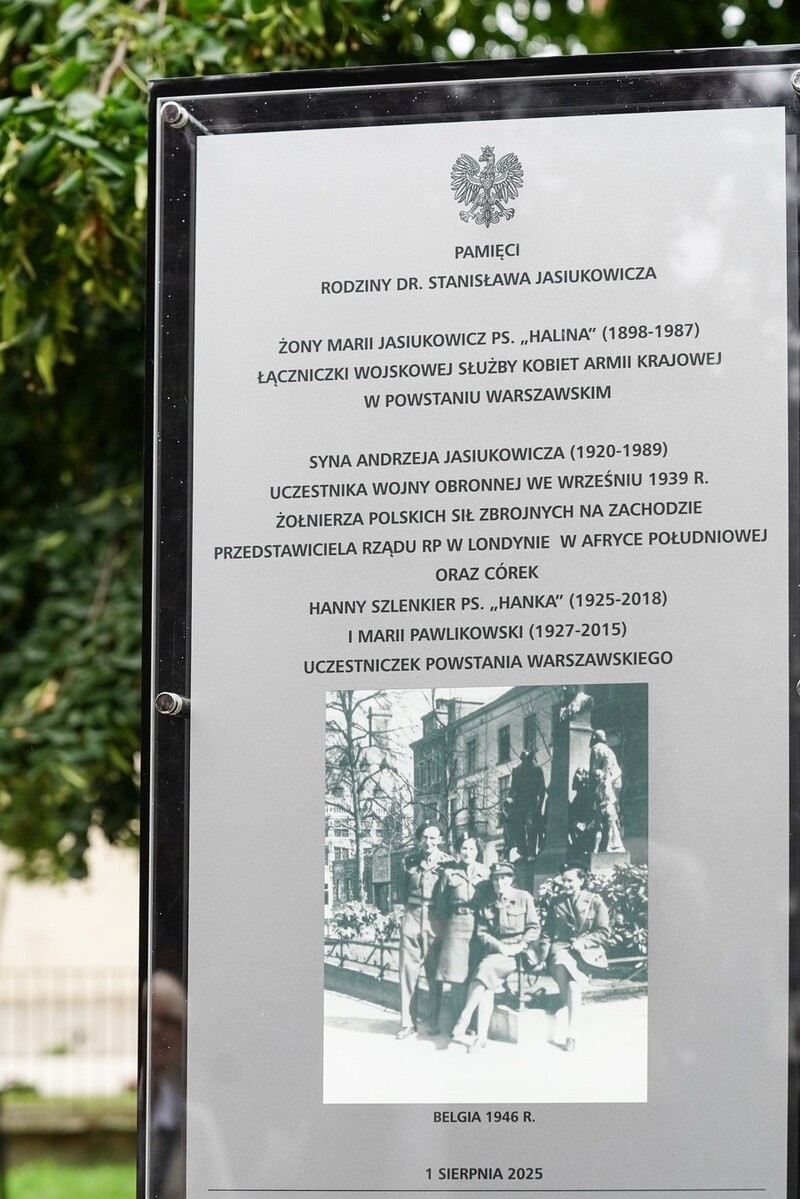 PAMIĘCI
RODZINY DR. STANISŁAWA JASIUKOWICZA
ŻONY MARII JASIUKOWICZ PS. „HALINA” (1898-1987)
ŁĄCZNICZKI WOJSKOWEJ SŁUŻBY KOBIET ARMII KRAJOWEJ
W POWSTANIU WARSZAWSKIM
SYNA ANDRZEJA JASIUKOWICZA (1920-1989)
UCZESTNIKA WOJNY OBRONNEJ WE WRZEŚNIU 1939 R.
ŻOŁNIERZA POLSKICH SIŁ ZBROJNYCH NA ZACHODZIE
PRZEDSTAWICIELA RZĄDU RP W LONDYNIE W AFRYCE POŁUDNIOWEJ
ORAZ CÓREK
HANNY SZLENKIER PS. „HANKA” (1925-2018)
I MARII PAWLIKOWSKI (1927-2015)
UCZESTNICZEK POWSTANIA WARSZAWSKIEGO
BELGIA 1946 R.
1 SIERPNIA 2025